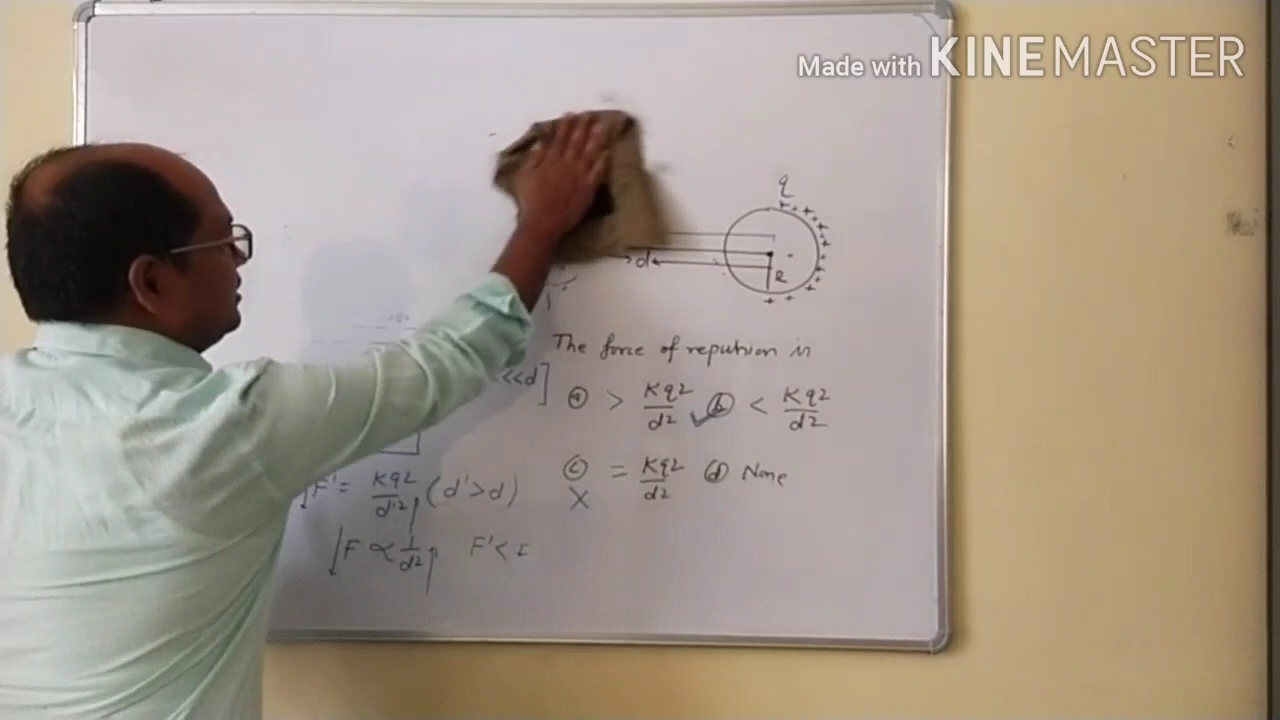 Made with KINEMASTER
q
d
R
The force of repulsion is
<<d]
ⓐ > Kq2/d2 ⓑ < Kq2/d2
ⓒ = Kq2/d2 ⓓ None
X
F' = Kq2/d'2 (d'>d)
F ∝ 1/d2 F'<